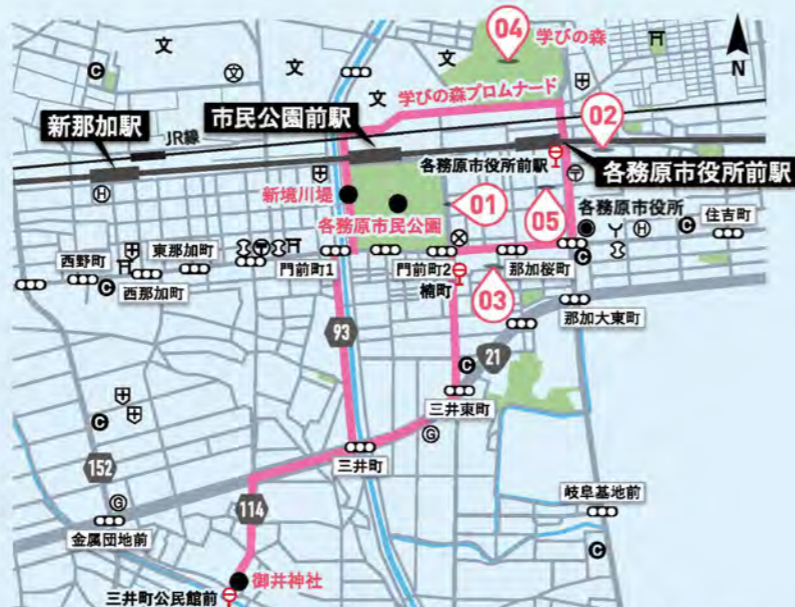 04
学びの森
文
文
C
文
文
N
学びの森プロムナード
02
新那加駅
JR線
市民公園前駅
各務原市役所前駅
各務原市役所前駅
H
新境川堤
各務原市民公園
01
05
各務原市役所
住吉町
H
C
西野町
東那加町
西那加町
C
門前町1
門前町2
那加桜町
C
楠町
03
那加大東町
93
21
C
三井東町
G
三井町
C
152
G
金属団地前
114
岐阜基地前
C
御井神社
三井町公民館前